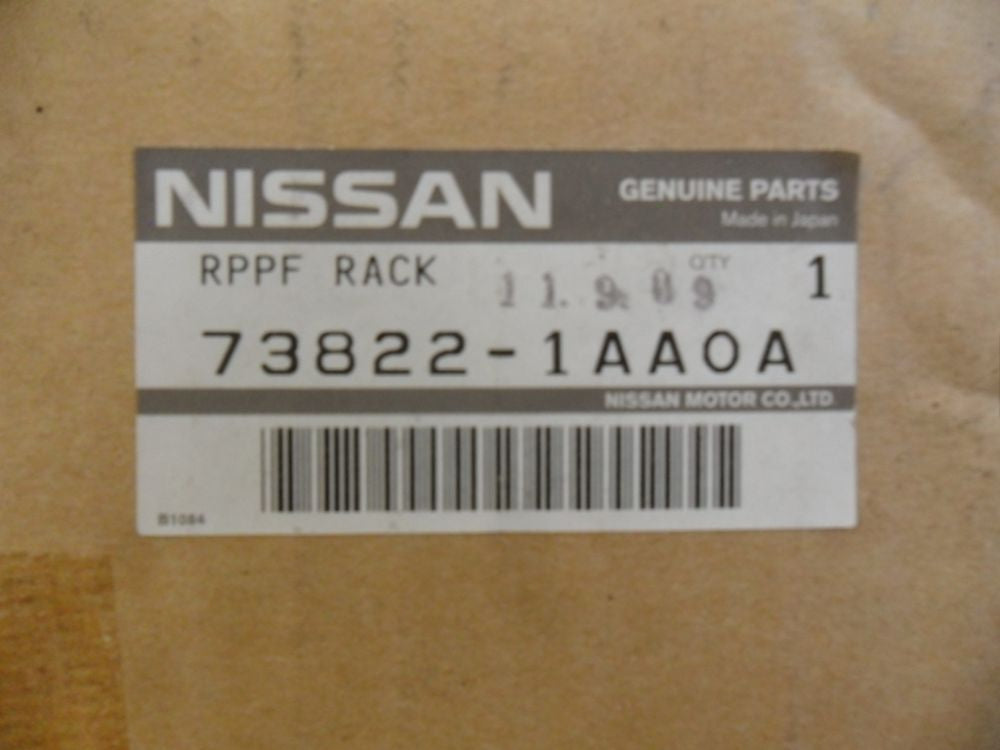 NISSAN
GENUINE PARTS
Made in Japan
RPPF RACK
11. 9. 09
QTY
1
73822-1AA0A
NISSAN MOTOR CO.,LTD
B1084